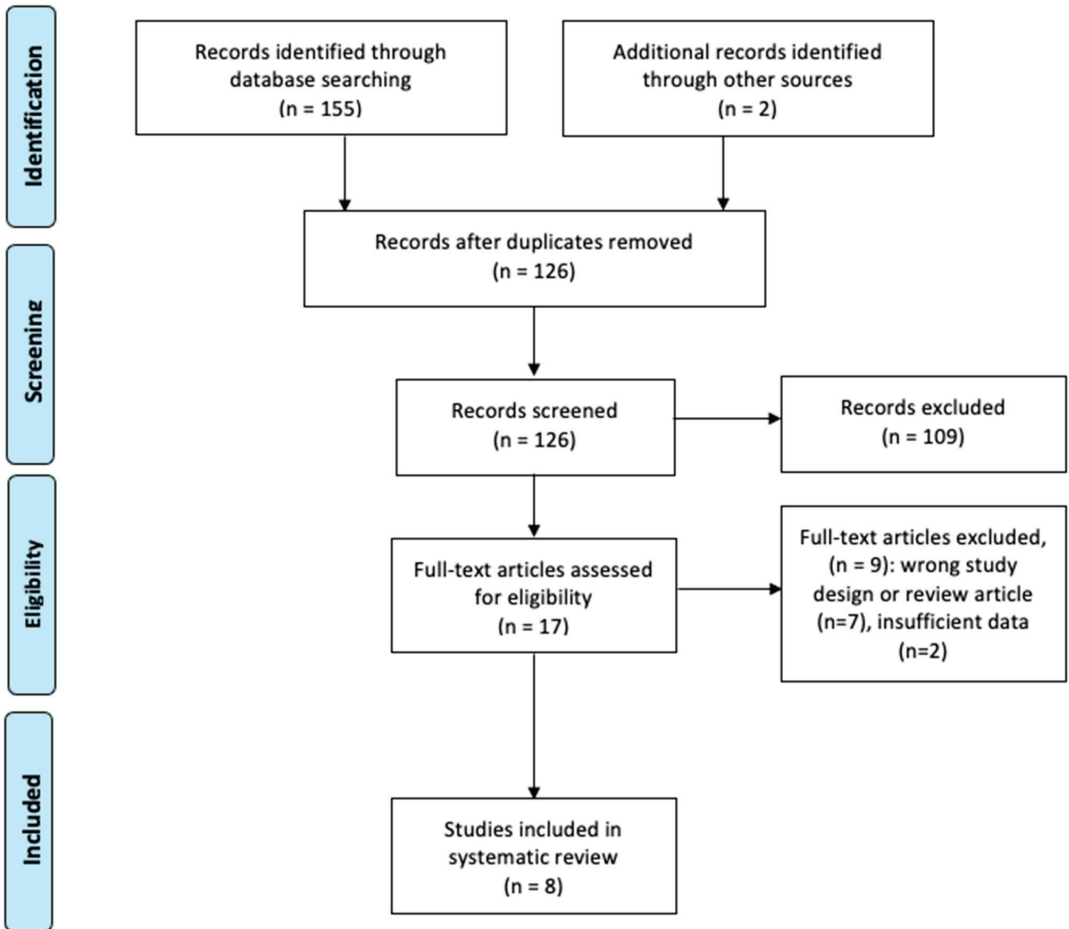 Identification
Records identified through
database searching
(n = 155)
Additional records identified
through other sources
(n = 2)
Records after duplicates removed
(n = 126)
Screening
Records screened
(n = 126)
Records excluded
(n = 109)
Eligibility
Full-text articles assessed
for eligibility
(n = 17)
Full-text articles excluded,
(n = 9): wrong study
design or review article
(n=7), insufficient data
(n=2)
Included
Studies included in
systematic review
(n = 8)